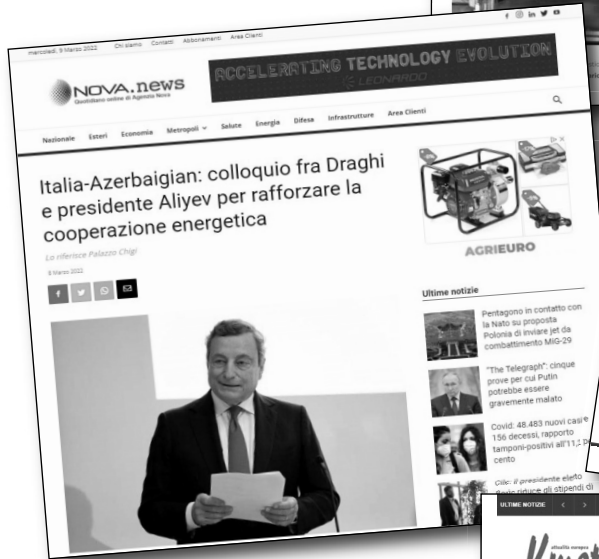 mercoledì, 9 Marzo 2022 Chi siamo Contatti Abbonamenti Area Clienti
NOVA.news
Quotidiano online di Agenzia Nova
ACCELERATING TECHNOLOGY EVOLUTION
LEONARDO
Nazionale Esteri Economia Metropoli Salute Energia Difesa Infrastrutture Area Clienti
Italia-Azerbaigian: colloquio fra Draghi
e presidente Aliyev per rafforzare la
cooperazione energetica
Lo riferisce Palazzo Chigi
8 Marzo 2022
AGRIEURO
Ultime notizie
Pentagono in contatto con
la Nato su proposta
Polonia di inviare jet da
combattimento MiG-29
"The Telegraph": cinque
prove per cui Putin
potrebbe essere
gravemente malato
Covid: 48.483 nuovi casi e
156 decessi, rapporto
tamponi-positivi all'11,
cento
Cile: il presidente eletto
riduce gli stipendi di
ULTIME NOTIZIE
attualità europea